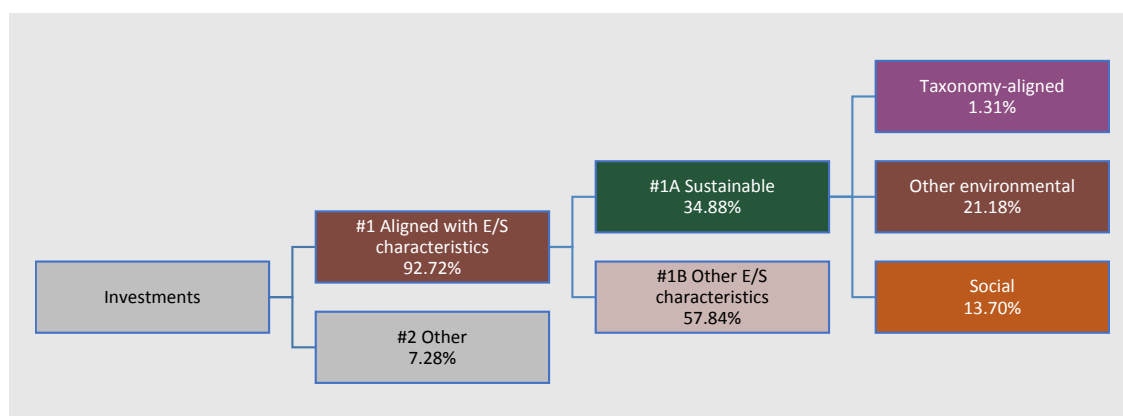 Investments
#1 Aligned with E/S
characteristics
92.72%
#2 Other
7.28%
#1A Sustainable
34.88%
#1B Other E/S
characteristics
57.84%
Taxonomy-aligned
1.31%
Other environmental
21.18%
Social
13.70%